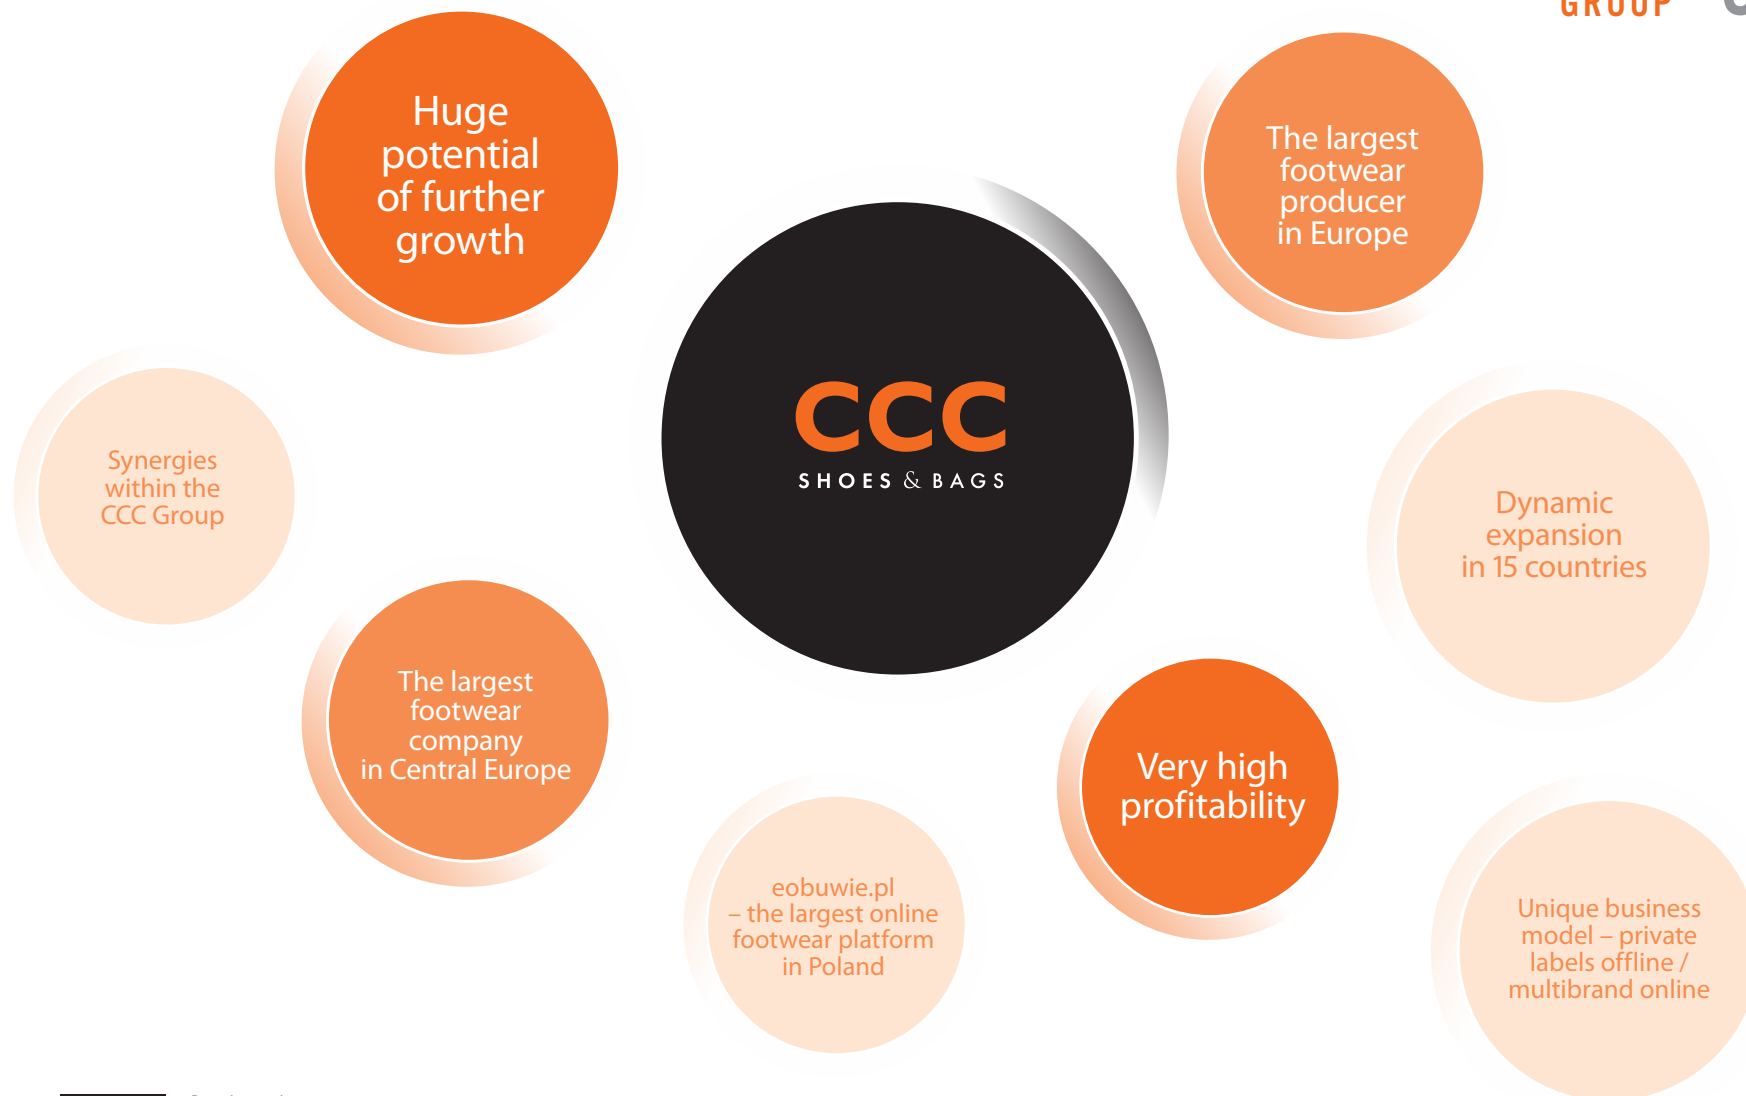 GROUP
Huge
potential
of further
growth
The largest
footwear
producer
in Europe
CCC
SHOES & BAGS
Synergies
within the
CCC Group
Dynamic
expansion
in 15 countries
The largest
footwear
company
in Central Europe
Very high
profitability
eobuwie.pl
– the largest online
footwear platform
in Poland
Unique business
model – private
labels offline /
multibrand online